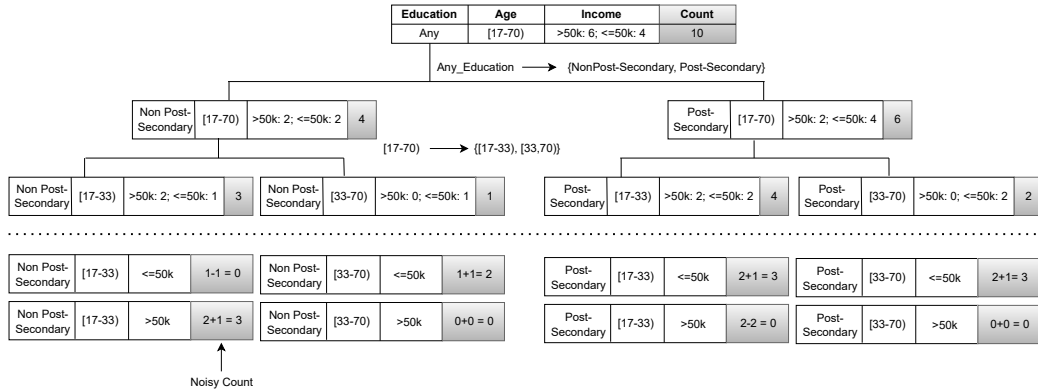 Education Age Income Count
Any [17-70) >50k: 6; <=50k: 4 10
Any_Education {NonPost-Secondary, Post-Secondary}
Non Post-
Secondary [17-70) >50k: 2; <=50k: 2 4
Post-
Secondary [17-70) >50k: 2; <=50k: 4 6
[17-70) {[17-33), [33,70)}
Non Post-
Secondary [17-33) >50k: 2; <=50k: 1 3
Non Post-
Secondary [33-70) >50k: 0; <=50k: 1 1
Post-
Secondary [17-33) >50k: 2; <=50k: 2 4
Post-
Secondary [33-70) >50k: 0; <=50k: 2 2
Non Post-
Secondary [17-33) <=50k 1-1 = 0
Non Post-
Secondary [33-70) <=50k 1+1= 2
Post-
Secondary [17-33) <=50k 2+1 = 3
Post-
Secondary [33-70) <=50k 2+1 = 3
Non Post-
Secondary [17-33) >50k 2+1 = 3
Non Post-
Secondary [33-70) >50k 0+0 = 0
Post-
Secondary [17-33) >50k 2-2 = 0
Post-
Secondary [33-70) >50k 0+0 = 0
Noisy Count